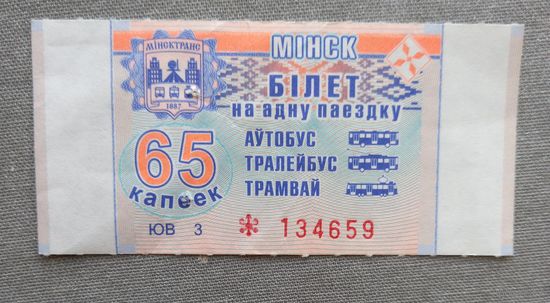 МІНСКТРАНС
1887
МІНСК
БІЛЕТ
на адну паездку
65
капеек
АЎТОБУС
ТРАЛЕЙБУС
ТРАМВАЙ
ЮВ 3
134659